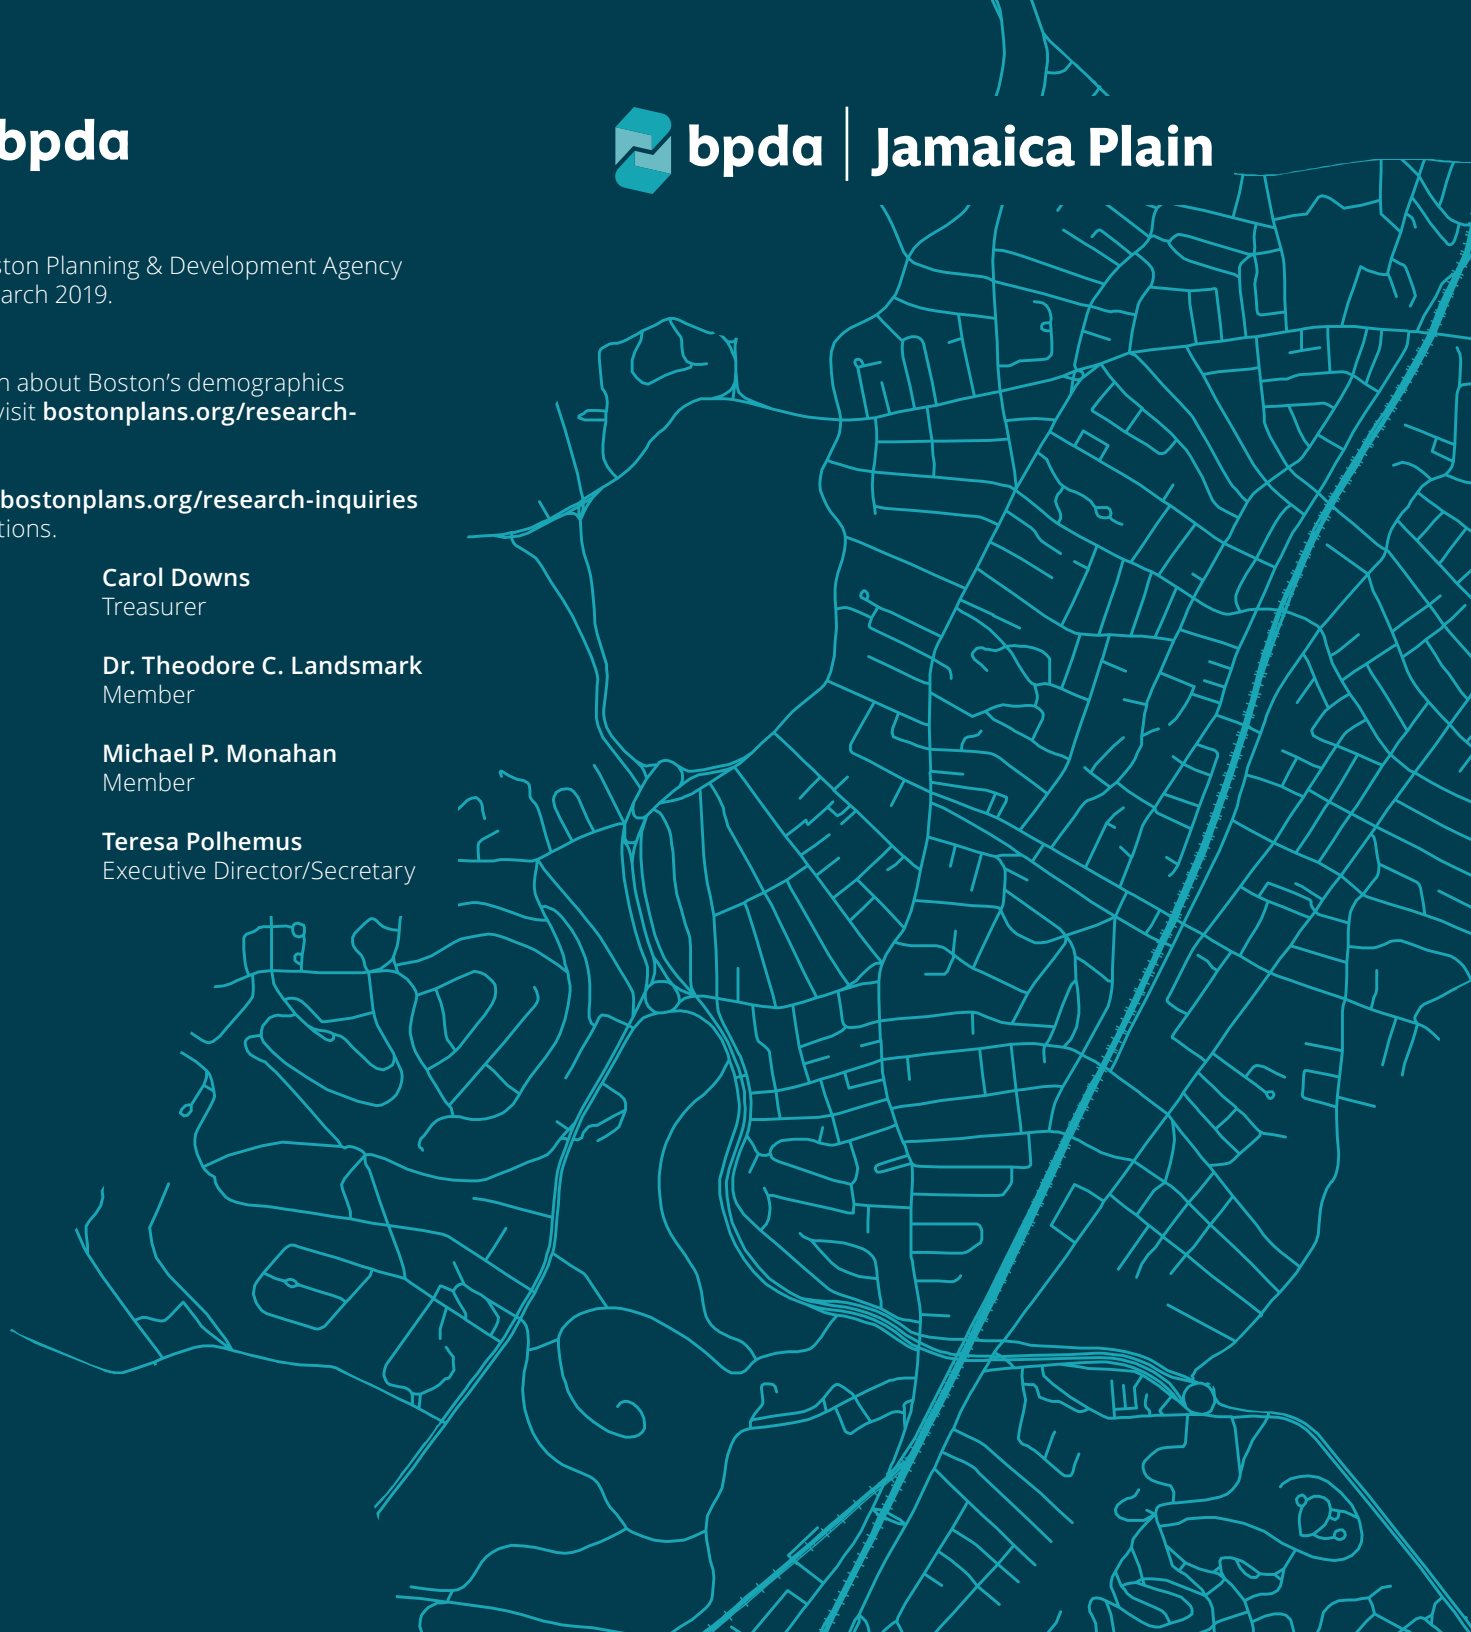 bpda
bpda | Jamaica Plain
ston Planning & Development Agency
arch 2019.
n about Boston’s demographics
visit bostonplans.org/research-
bostonplans.org/research-inquiries
tions.
Carol Downs
Treasurer
Dr. Theodore C. Landsmark
Member
Michael P. Monahan
Member
Teresa Polhemus
Executive Director/Secretary